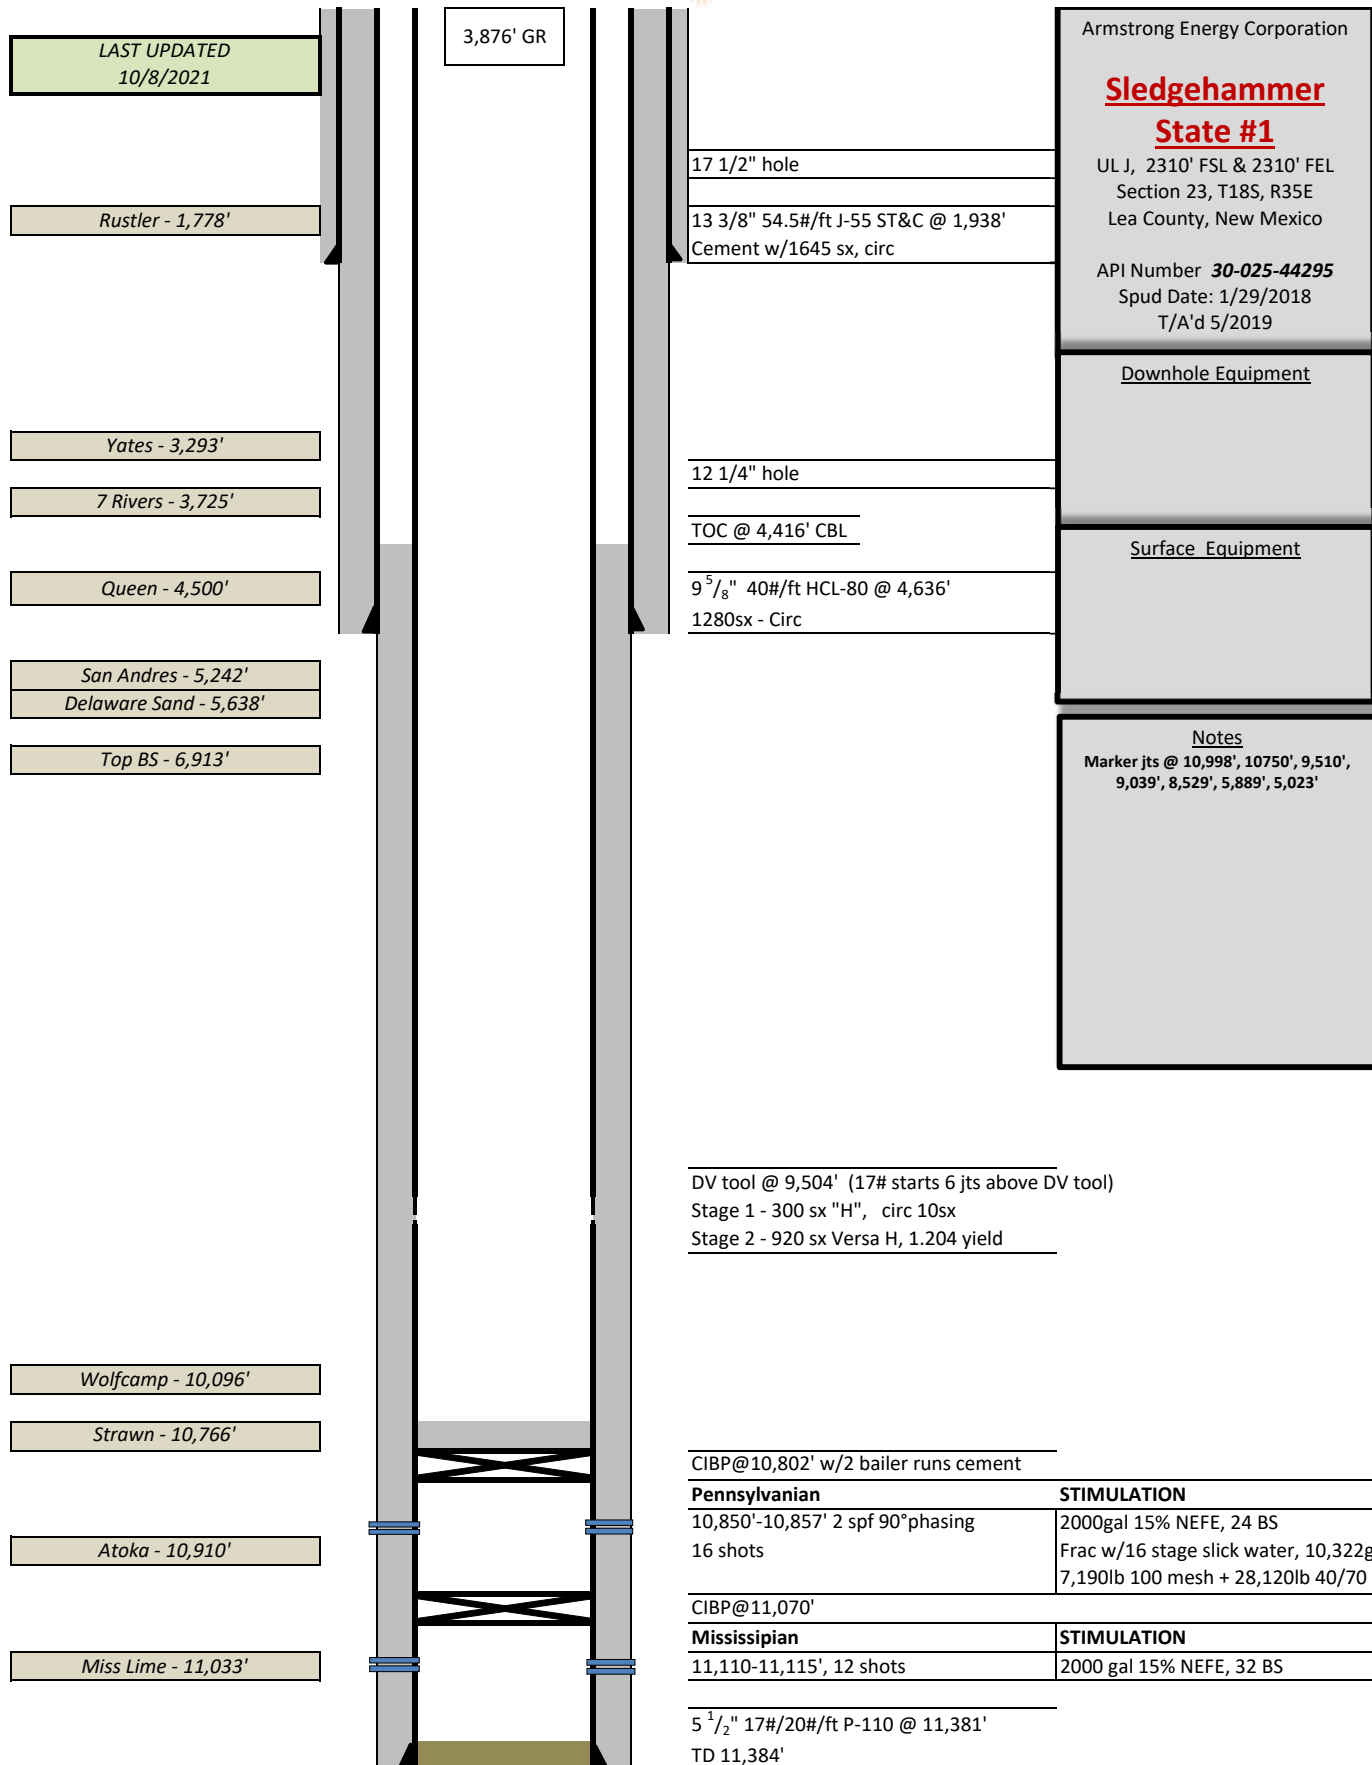 3,876' GR
LAST UPDATED
10/8/2021
Armstrong Energy Corporation
Sledgehammer
State #1
UL J, 2310' FSL & 2310' FEL
Section 23, T18S, R35E
Lea County, New Mexico
API Number 30-025-44295
Spud Date: 1/29/2018
T/A'd 5/2019
17 1/2" hole
Rustler - 1,778'
13 3/8" 54.5#/ft J-55 ST&C @ 1,938'
Cement w/1645 sx, circ
Downhole Equipment
Yates - 3,293'
12 1/4" hole
7 Rivers - 3,725'
TOC @ 4,416' CBL
Surface Equipment
Queen - 4,500'
9 5/8" 40#/ft HCL-80 @ 4,636'
1280sx - Circ
San Andres - 5,242'
Delaware Sand - 5,638'
Top BS - 6,913'
Notes
Marker jts @ 10,998', 10750', 9,510',
9,039', 8,529', 5,889', 5,023'
DV tool @ 9,504' (17# starts 6 jts above DV tool)
Stage 1 - 300 sx "H", circ 10sx
Stage 2 - 920 sx Versa H, 1.204 yield
Wolfcamp - 10,096'
Strawn - 10,766'
CIBP@10,802' w/2 bailer runs cement
Pennsylvanian STIMULATION
10,850'-10,857' 2 spf 90°phasing 2000gal 15% NEFE, 24 BS
Atoka - 10,910'
16 shots Frac w/16 stage slick water, 10,322g
7,190lb 100 mesh + 28,120lb 40/70
CIBP@11,070'
Mississipian STIMULATION
Miss Lime - 11,033'
11,110-11,115', 12 shots 2000 gal 15% NEFE, 32 BS
5 1/2" 17#/20#/ft P-110 @ 11,381'
TD 11,384'